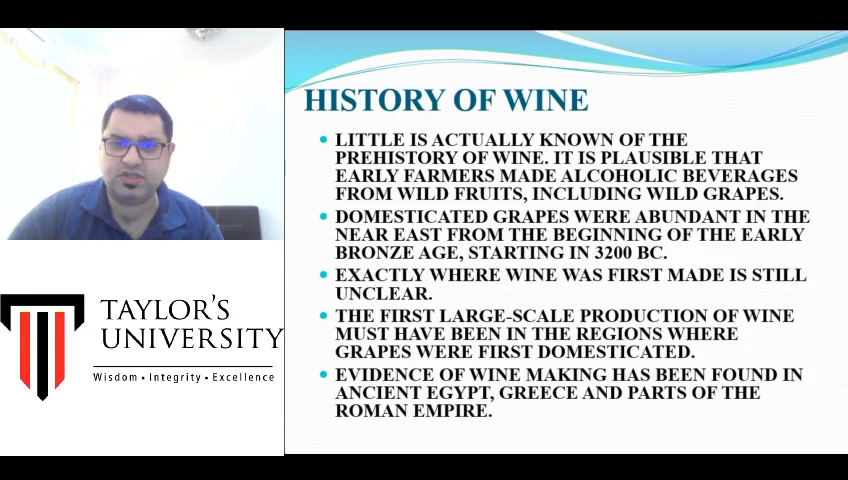 HISTORY OF WINE
LITTLE IS ACTUALLY KNOWN OF THE
PREHISTORY OF WINE. IT IS PLAUSIBLE THAT
EARLY FARMERS MADE ALCOHOLIC BEVERAGES
FROM WILD FRUITS, INCLUDING WILD GRAPES.
DOMESTICATED GRAPES WERE ABUNDANT IN THE
NEAR EAST FROM THE BEGINNING OF THE EARLY
BRONZE AGE, STARTING IN 3200 BC.
EXACTLY WHERE WINE WAS FIRST MADE IS STILL
UNCLEAR.
THE FIRST LARGE-SCALE PRODUCTION OF WINE
MUST HAVE BEEN IN THE REGIONS WHERE
GRAPES WERE FIRST DOMESTICATED.
EVIDENCE OF WINE MAKING HAS BEEN FOUND IN
ANCIENT EGYPT, GREECE AND PARTS OF THE
ROMAN EMPIRE.
TAYLOR'S
UNIVERSITY
Wisdom • Integrity • Excellence